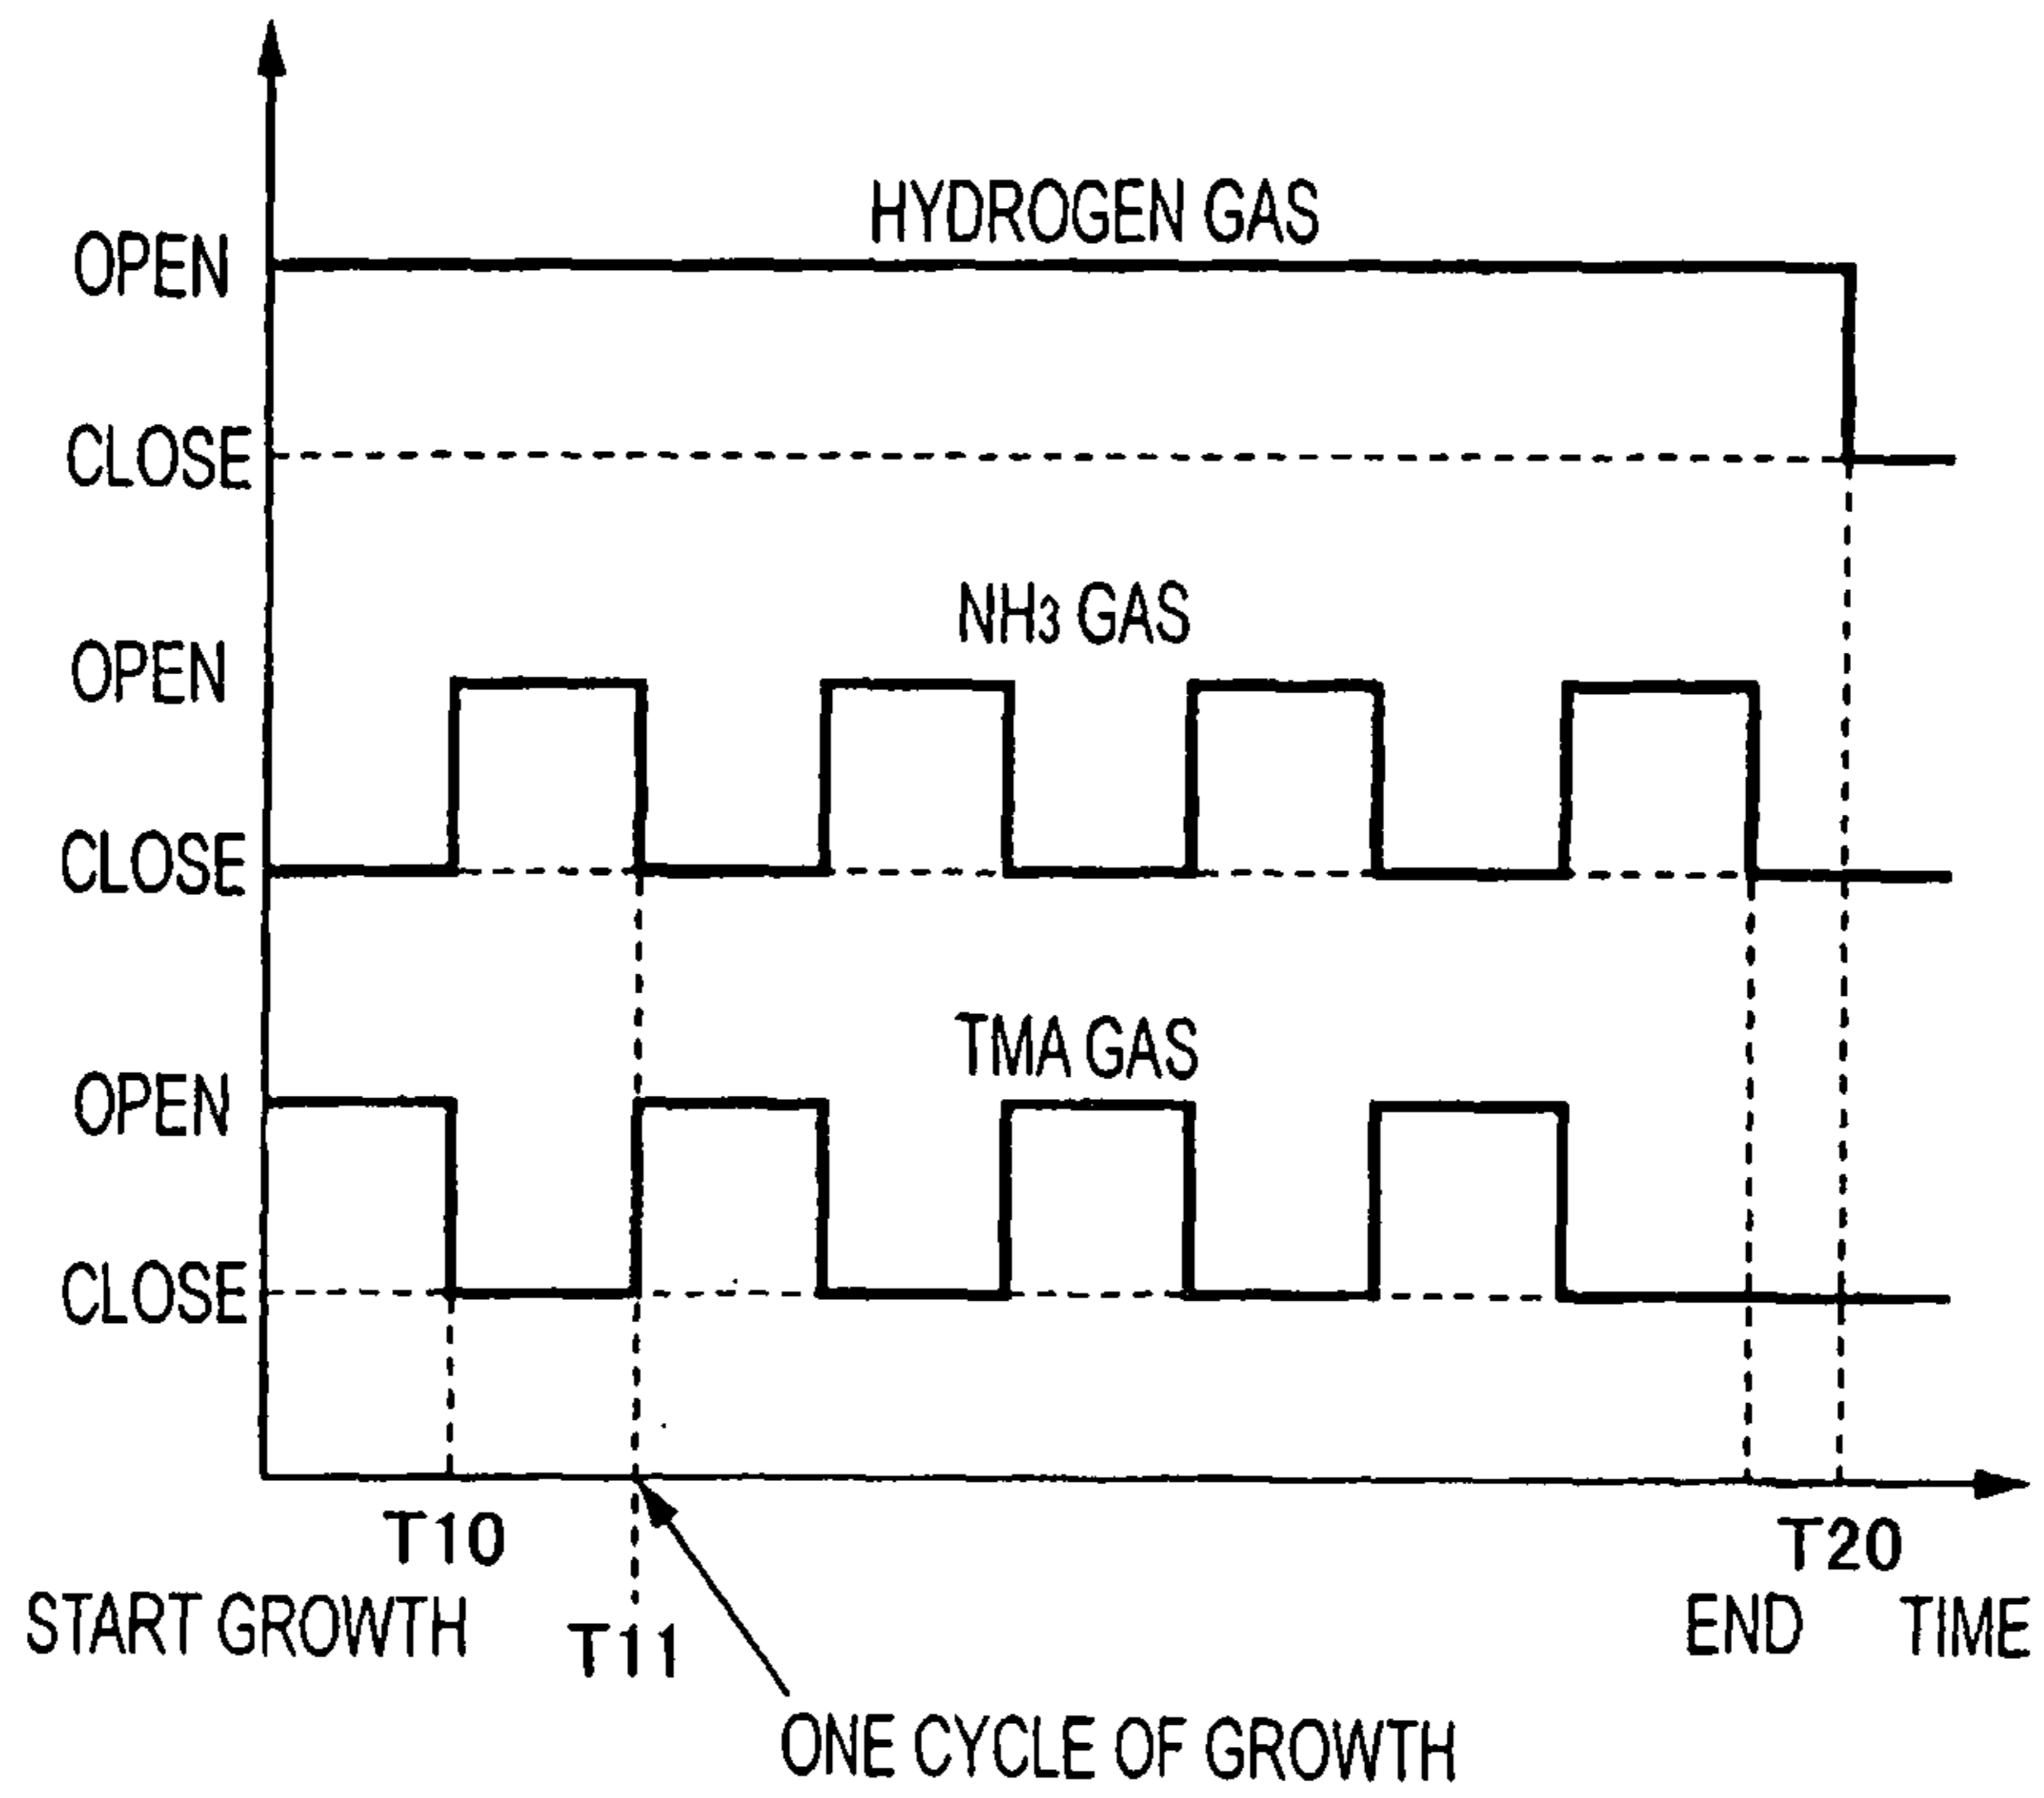 HYDROGEN GAS
OPEN
CLOSE
NH3 GAS
OPEN
CLOSE
TMA GAS
OPEN
CLOSE
T10
T20
START GROWTH
END
TIME
T11
ONE CYCLE OF GROWTH